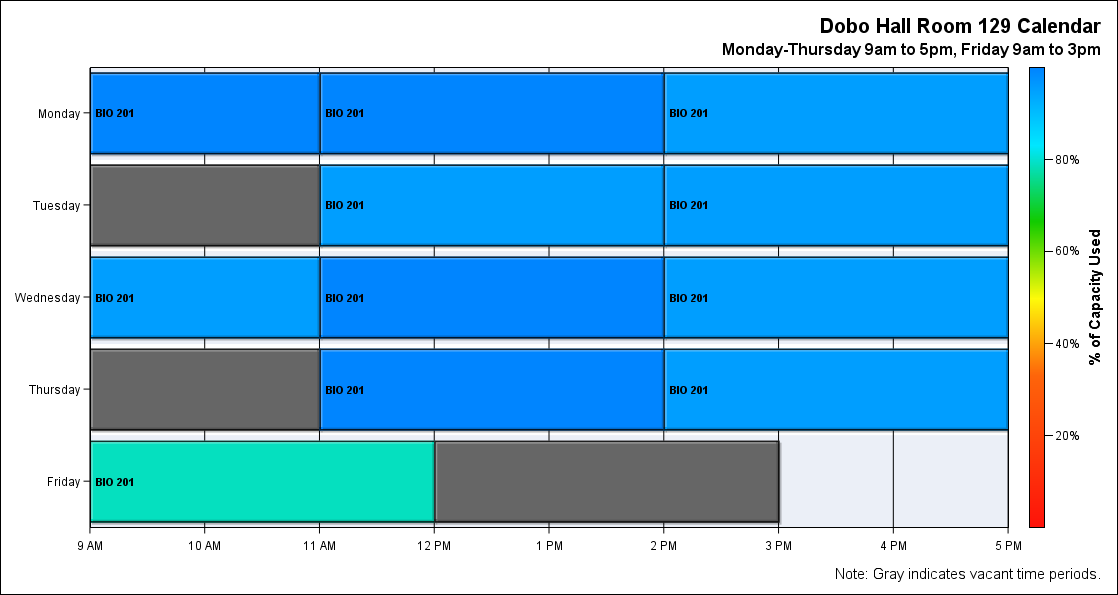 Dobo Hall Room 129 Calendar
Monday-Thursday 9am to 5pm, Friday 9am to 3pm
Monday
BIO 201
BIO 201
BIO 201
Tuesday
BIO 201
BIO 201
Wednesday
BIO 201
BIO 201
BIO 201
Thursday
BIO 201
BIO 201
Friday
BIO 201
9 AM
10 AM
11 AM
12 PM
1 PM
2 PM
3 PM
4 PM
5 PM
80%
60%
40%
20%
% of Capacity Used
Note: Gray indicates vacant time periods.